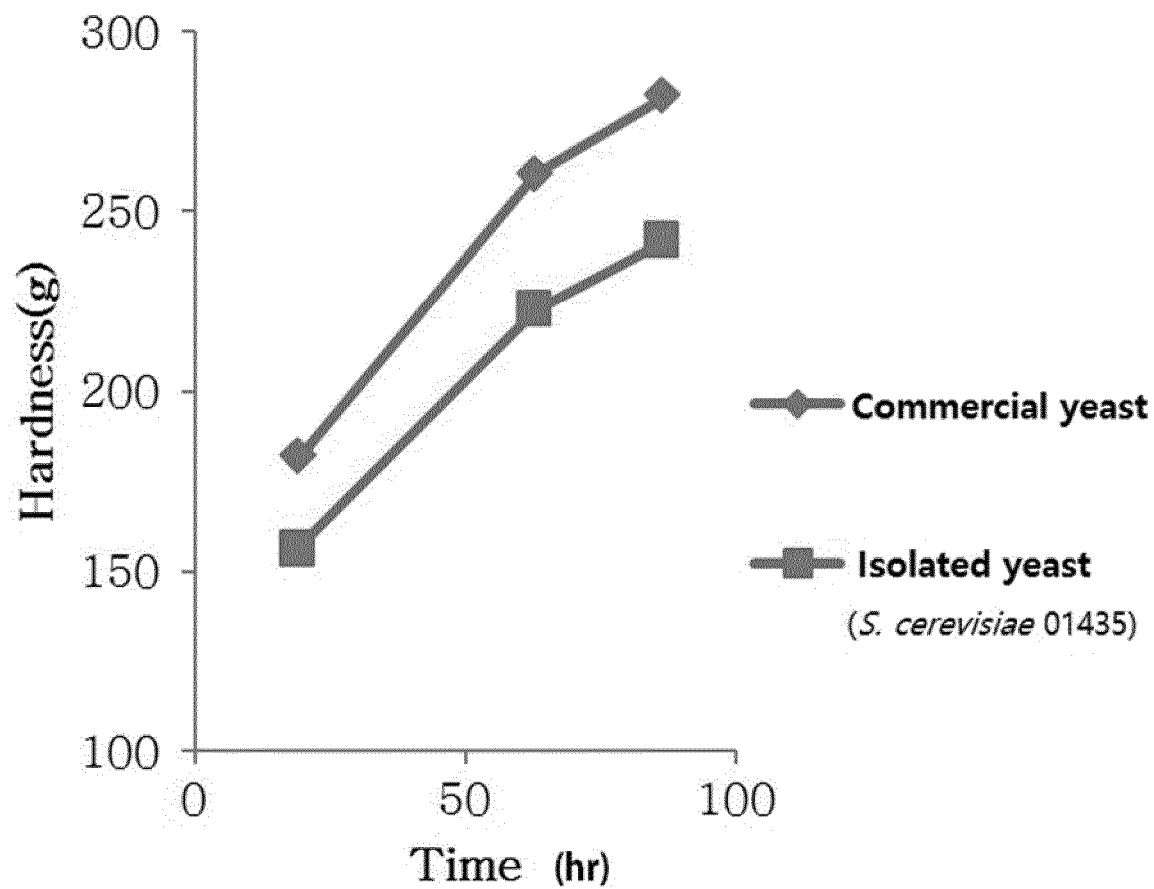 300
250
200
150
100
Hardness(g)
0 50 100
Time (hr)
Commercial yeast
Isolated yeast
(S. cerevisiae 01435)